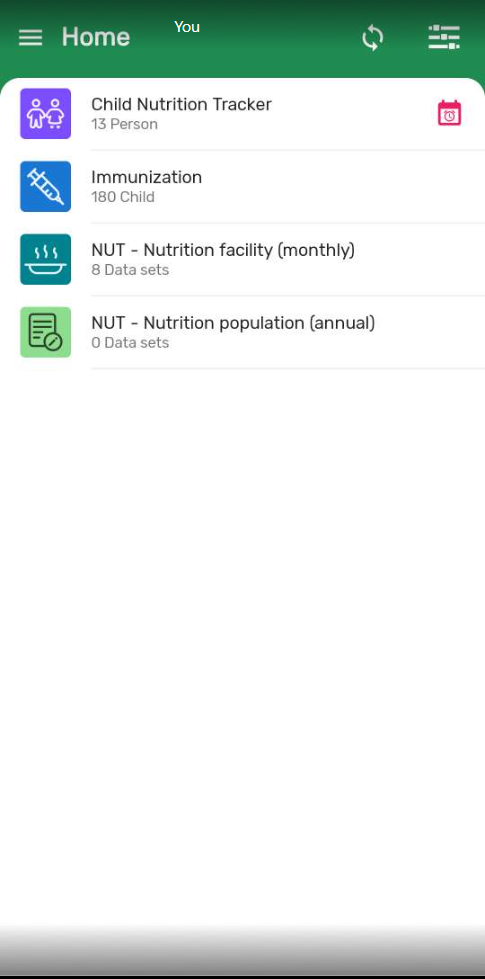 Home
You
Child Nutrition Tracker
13 Person
Immunization
180 Child
NUT - Nutrition facility (monthly)
8 Data sets
NUT - Nutrition population (annual)
0 Data sets